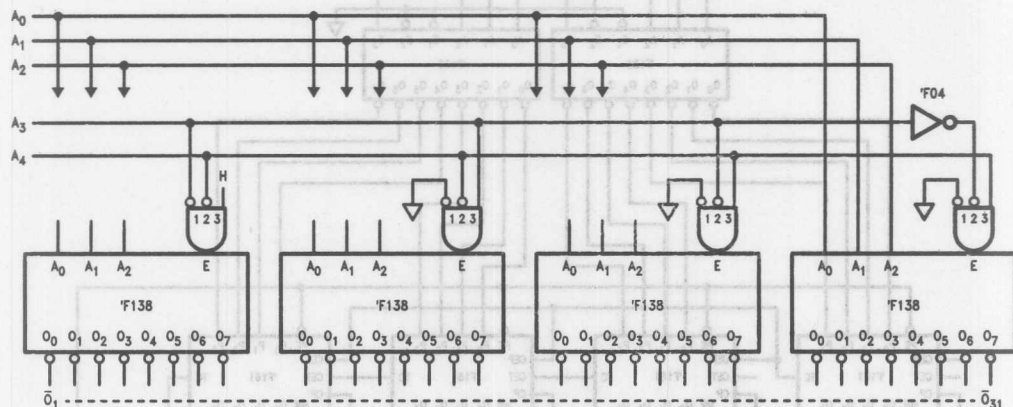 A0
A1
A2
'F04
A3
A4
H
1 2 3
1 2 3
1 2 3
1 2 3
A0 A1 A2 E
A0 A1 A2 E
A0 A1 A2 E
A0 A1 A2 E
'F138
'F138
'F138
'F138
O0 O1 O2 O3 O4 O5 O6 O7
O0 O1 O2 O3 O4 O5 O6 O7
O0 O1 O2 O3 O4 O5 O6 O7
O0 O1 O2 O3 O4 O5 O6 O7
Ō1
Ō31